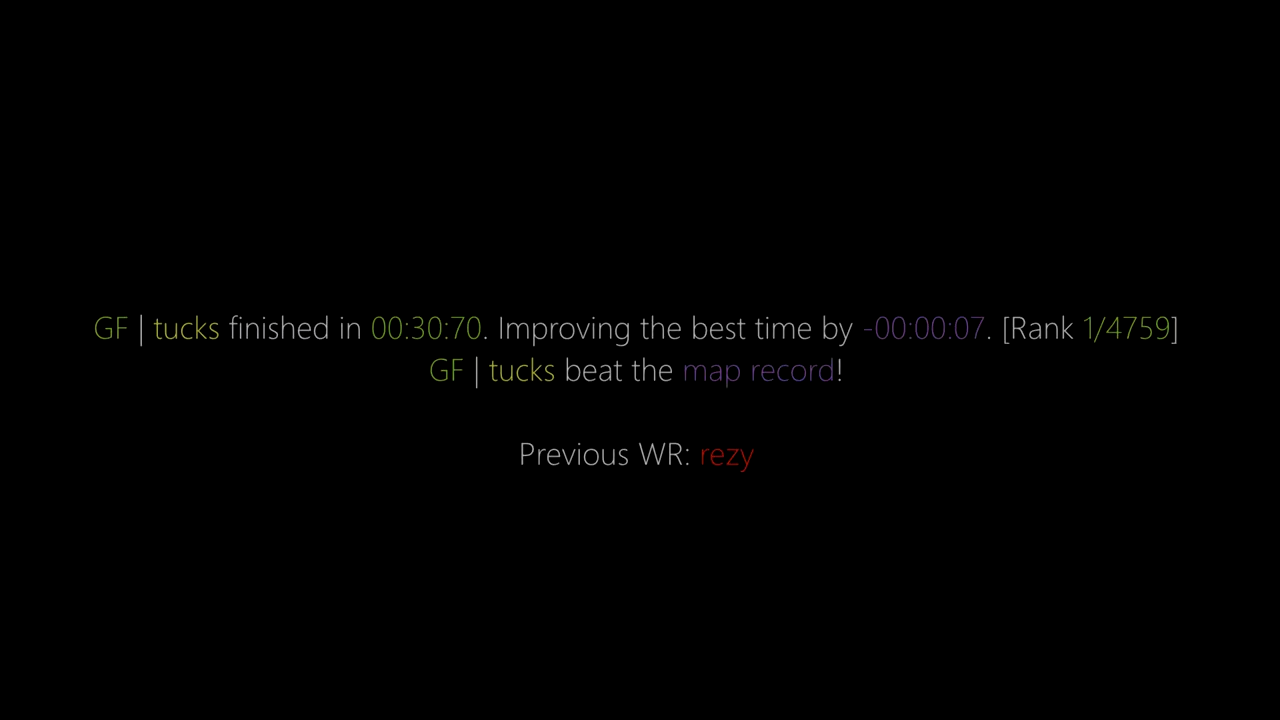 GF | tucks finished in 00:30:70. Improving the best time by -00:00:07. [Rank 1/4759]
GF | tucks beat the map record!
Previous WR: rezy